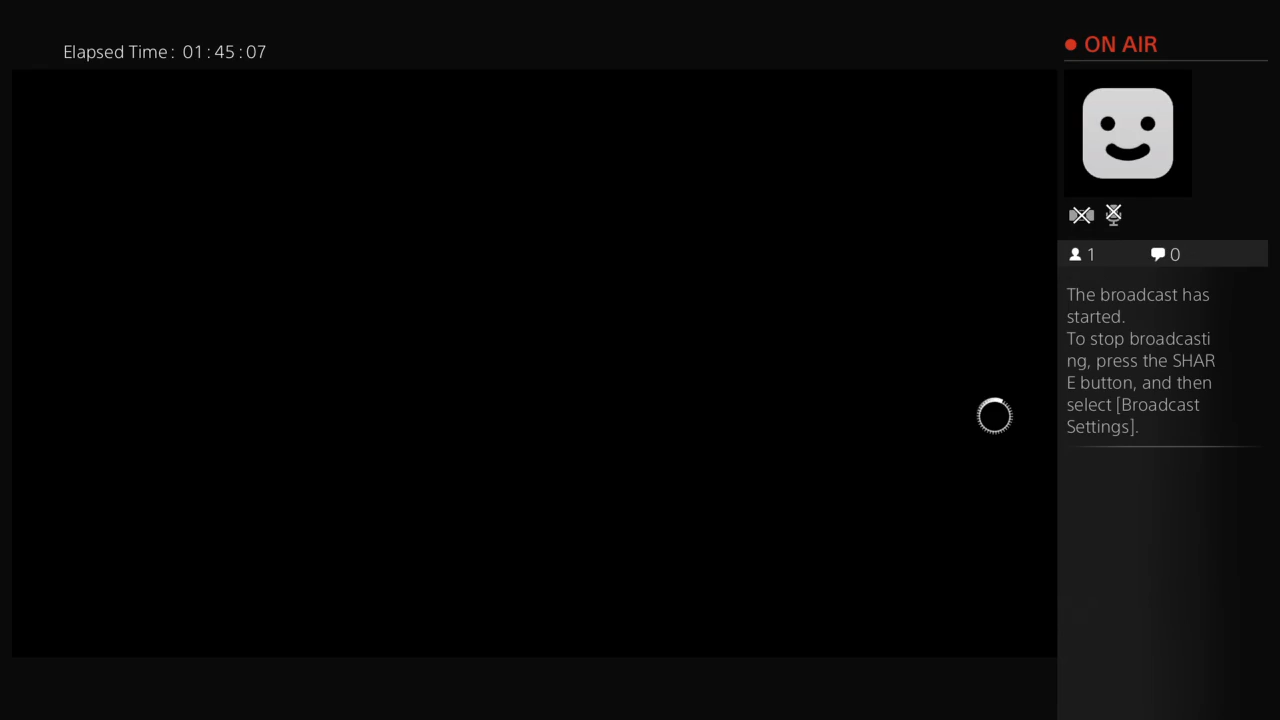 Elapsed Time: 01:45:07
ON AIR
1 0
The broadcast has
started.
To stop broadcasti
ng, press the SHAR
E button, and then
select [Broadcast
Settings].